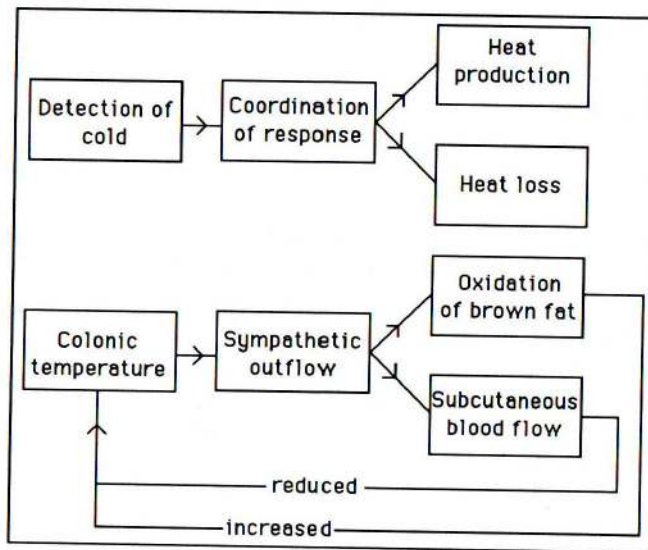 Heat
production
Detection of
cold
Coordination
of response
Heat loss
Oxidation
of brown fat
Colonic
temperature
Sympathetic
outflow
Subcutaneous
blood flow
reduced
increased